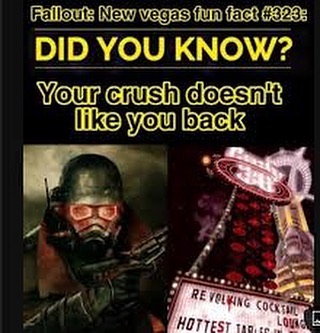 Fallout: New vegas fun fact #323:
DID YOU KNOW?
Your crush doesn't
like you back
REVOLVING COCKTAIL
LOUNGE
HOTTEST TABLES IN